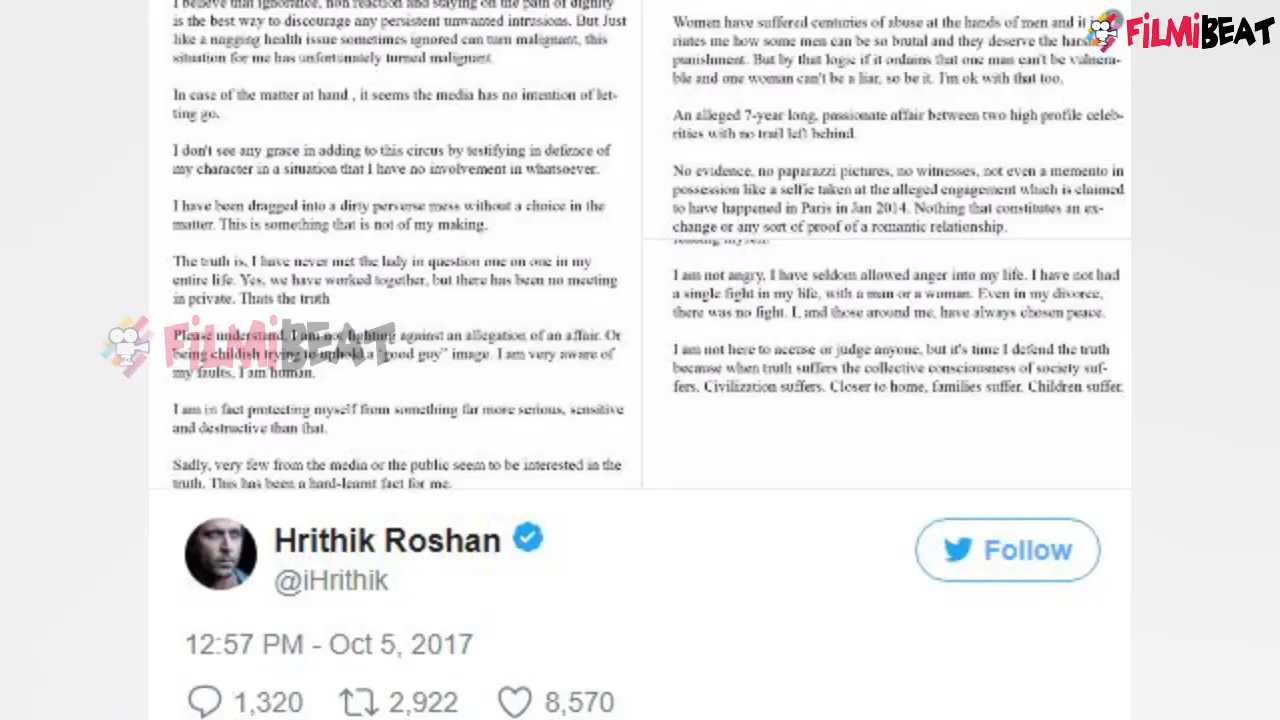 I believe that ignorance, non reaction and staying on the path of dignity
is the best way to discourage any persistent unwanted intrusions. But Just
like a nagging health issue sometimes ignored can turn malignant, this
situation for me has unfortunately turned malignant.
In case of the matter at hand , it seems the media has no intention of let-
ting go.
I don't see any grace in adding to this circus by testifying in defence of
my character in a situation that I have no involvement in whatsoever.
I have been dragged into a dirty perverse mess without a choice in the
matter. This is something that is not of my making.
The truth is, I have never met the lady in question one on one in my
entire life. Yes, we have worked together, but there has been no meeting
in private. Thats the truth
Please understand, I am not fighting against an allegation of an affair. Or
being childish trying to uphold a "good guy" image. I am very aware of
my faults, I am human.
I am in fact protecting myself from something far more serious, sensitive
and destructive than that.
Sadly, very few from the media or the public seem to be interested in the
truth. This has been a hard-learnt fact for me.
Women have suffered centuries of abuse at the hands of men and it
riates me how some men can be so brutal and they deserve the harsh
punishment. But by that logic if it ordains that one man can't be vulnera-
ble and one woman can't be a liar, so be it. I'm ok with that too.
An alleged 7-year long, passionate affair between two high profile celeb-
rities with no trail left behind.
No evidence, no paparazzi pictures, no witnesses, not even a memento in
possession like a selfie taken at the alleged engagement which is claimed
to have happened in Paris in Jan 2014. Nothing that constitutes an ex-
change or any sort of proof of a romantic relationship.
I am not angry. I have seldom allowed anger into my life. I have not had
a single fight in my life, with a man or a woman. Even in my divorce,
there was no fight. I, and those around me, have always chosen peace.
I am not here to accuse or judge anyone, but it's time I defend the truth
because when truth suffers the collective consciousness of society suf-
fers. Civilization suffers. Closer to home, families suffer. Children suffer.
FILMIBEAT
FILMIBEAT
Hrithik Roshan
@iHrithik
Follow
12:57 PM - Oct 5, 2017
1,320 2,922 8,570